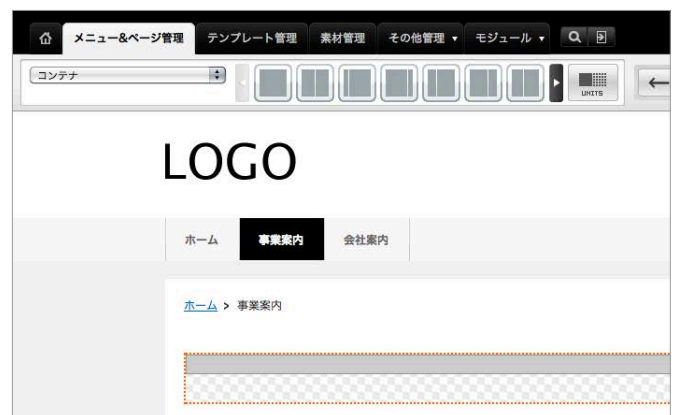 メニュー&ページ管理 テンプレート管理 素材管理 その他管理 ▼ モジュール ▼
コンテナ
UNITS
LOGO
ホーム 事業案内 会社案内
ホーム > 事業案内